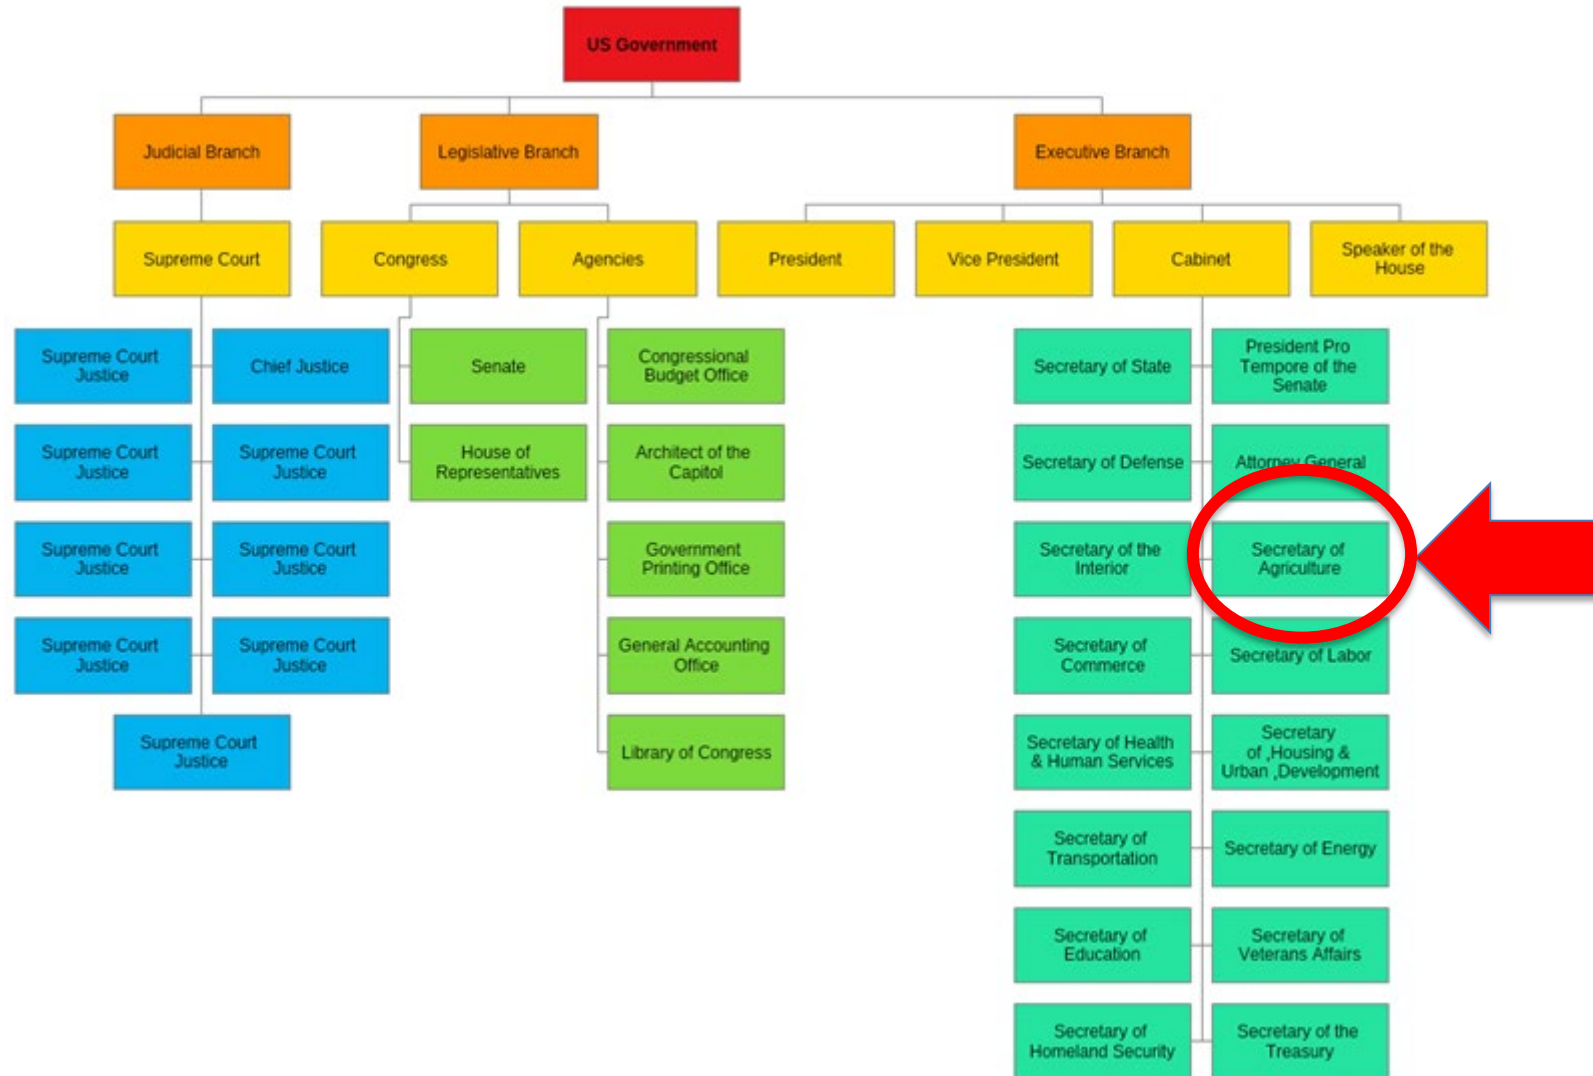 US Government
Judicial Branch
Legislative Branch
Executive Branch
Supreme Court
Congress
Agencies
President
Vice President
Cabinet
Speaker of the
House
Supreme Court
Justice
Chief Justice
Senate
Congressional
Budget Office
Secretary of State
President Pro
Tempore of the
Senate
Supreme Court
Justice
Supreme Court
Justice
House of
Representatives
Architect of the
Capitol
Secretary of Defense
Attorney General
Supreme Court
Justice
Supreme Court
Justice
Government
Printing Office
Secretary of the
Interior
Secretary of
Agriculture
Supreme Court
Justice
Supreme Court
Justice
General Accounting
Office
Secretary of
Commerce
Secretary of Labor
Supreme Court
Justice
Library of Congress
Secretary of Health
& Human Services
Secretary
of ,Housing &
Urban ,Development
Secretary of
Transportation
Secretary of Energy
Secretary of
Education
Secretary of
Veterans Affairs
Secretary of
Homeland Security
Secretary of the
Treasury